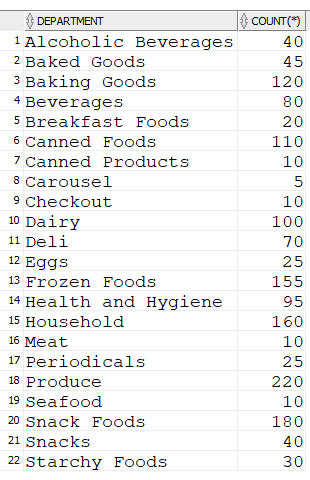 DEPARTMENT COUNT(*)
1 Alcoholic Beverages 40
2 Baked Goods 45
3 Baking Goods 120
4 Beverages 80
5 Breakfast Foods 20
6 Canned Foods 110
7 Canned Products 10
8 Carousel 5
9 Checkout 10
10 Dairy 100
11 Deli 70
12 Eggs 25
13 Frozen Foods 155
14 Health and Hygiene 95
15 Household 160
16 Meat 10
17 Periodicals 25
18 Produce 220
19 Seafood 10
20 Snack Foods 180
21 Snacks 40
22 Starchy Foods 30